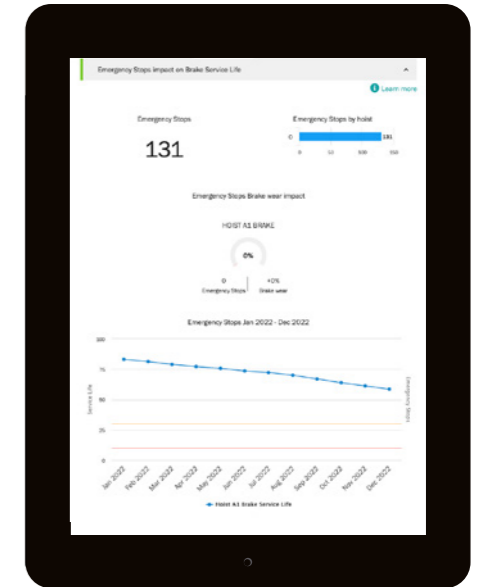 Emergency Stops impact on Brake Service Life
i Learn more
Emergency Stops
131
Emergency Stops by hoist
0
131
0 50 100 150
Emergency Stops Brake wear impact
HOIST A1 BRAKE
0%
0 +0%
Emergency Stops Brake wear
Emergency Stops Jan 2022 - Dec 2022
100
75
50
25
0
Service Life
Emergency Stops
Jan 2022 Feb 2022 Mar 2022 Apr 2022 May 2022 Jun 2022 Jul 2022 Aug 2022 Sep 2022 Oct 2022 Nov 2022 Dec 2022
Hoist A1 Brake Service Life